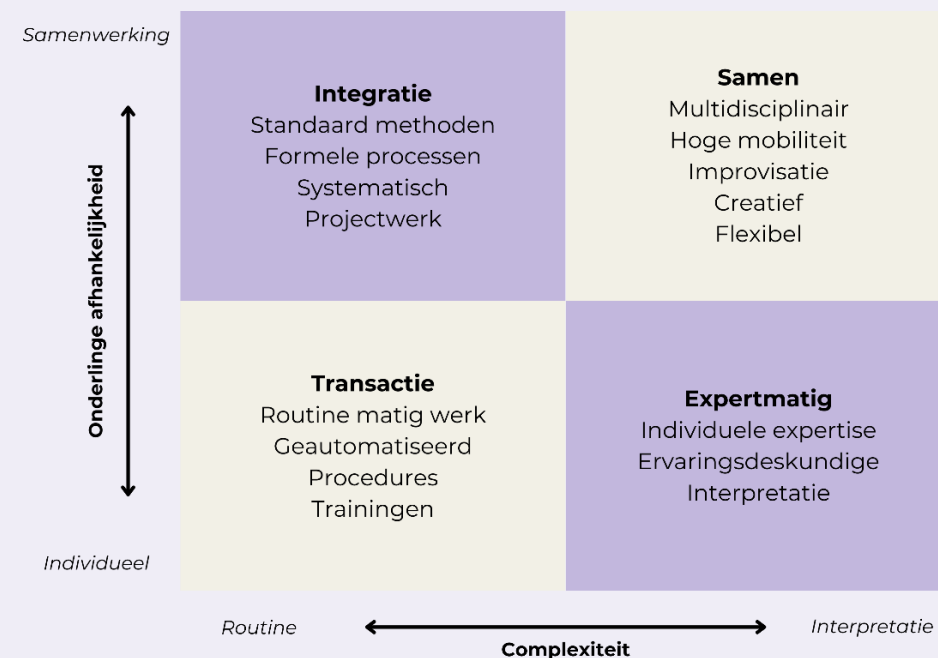 Samenwerking
Onderlinge afhankelijkheid
Individueel
Integratie
Standaard methoden
Formele processen
Systematisch
Projectwerk
Samen
Multidisciplinair
Hoge mobiliteit
Improvisatie
Creatief
Flexibel
Transactie
Routine matig werk
Geautomatiseerd
Procedures
Trainingen
Expertmatig
Individuele expertise
Ervaringsdeskundige
Interpretatie
Routine
Complexiteit
Interpretatie